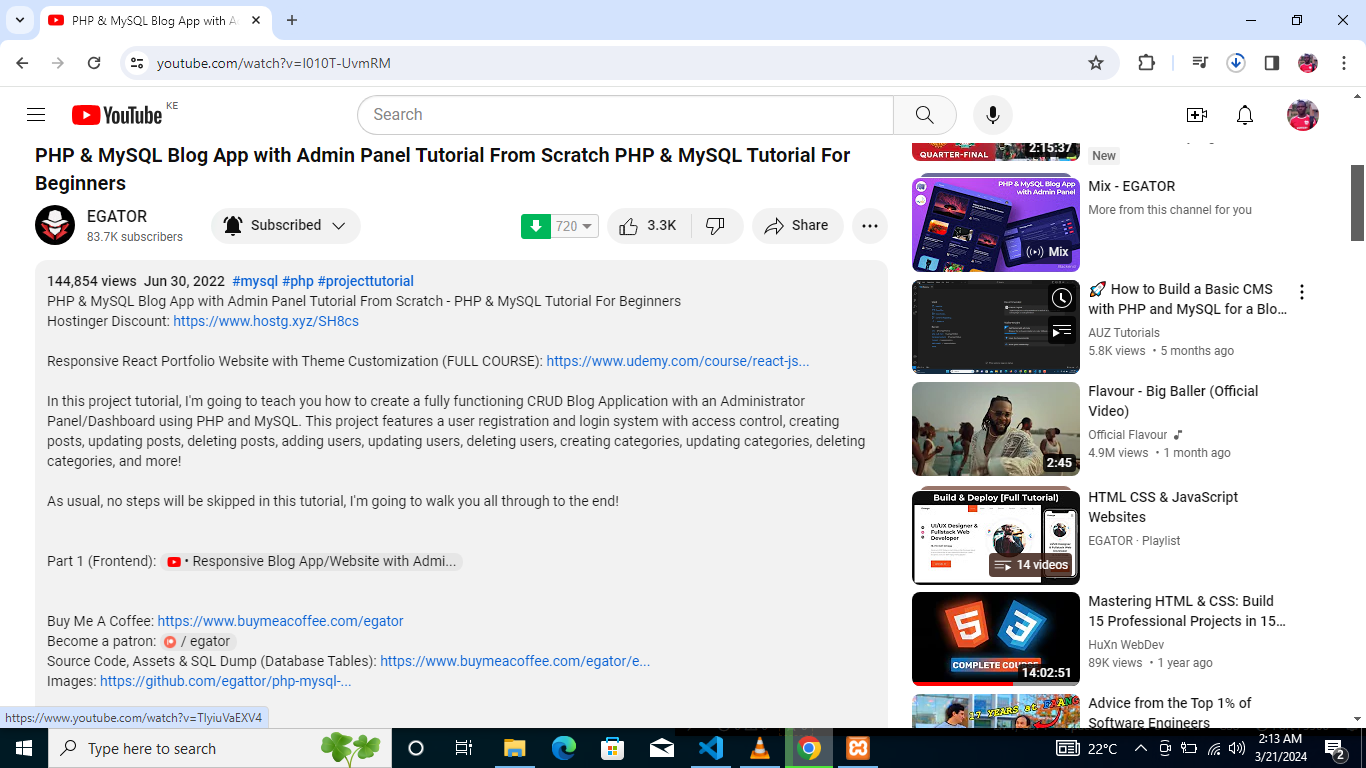 PHP & MySQL Blog App with A
youtube.com/watch?v=I010T-UvmRM
YouTube KE
Search
PHP & MySQL Blog App with Admin Panel Tutorial From Scratch PHP & MySQL Tutorial For
Beginners
EGATOR
83.7K subscribers
Subscribed
720
3.3K
Share
144,854 views Jun 30, 2022 #mysql #php #projecttutorial
PHP & MySQL Blog App with Admin Panel Tutorial From Scratch - PHP & MySQL Tutorial For Beginners
Hostinger Discount: https://www.hostg.xyz/SH8cs
Responsive React Portfolio Website with Theme Customization (FULL COURSE): https://www.udemy.com/course/react-js...
In this project tutorial, I'm going to teach you how to create a fully functioning CRUD Blog Application with an Administrator
Panel/Dashboard using PHP and MySQL. This project features a user registration and login system with access control, creating
posts, updating posts, deleting posts, adding users, updating users, deleting users, creating categories, updating categories, deleting
categories, and more!
As usual, no steps will be skipped in this tutorial, I'm going to walk you all through to the end!
Part 1 (Frontend): • Responsive Blog App/Website with Admi...
Buy Me A Coffee: https://www.buymeacoffee.com/egator
Become a patron: / egator
Source Code, Assets & SQL Dump (Database Tables): https://www.buymeacoffee.com/egator/e...
Images: https://github.com/egattor/php-mysql-...
QUARTER-FINAL
2:15:37
New
PHP & MySQL Blog App
with Admin Panel
Mix
Mix - EGATOR
More from this channel for you
🚀 How to Build a Basic CMS
with PHP and MySQL for a Blo...
AUZ Tutorials
5.8K views • 5 months ago
2:45
Flavour - Big Baller (Official
Video)
Official Flavour
4.9M views • 1 month ago
Build & Deploy [Full Tutorial)
UI/UX Designer &
Fullstack Web
Developer
14 videos
HTML CSS & JavaScript
Websites
EGATOR · Playlist
5 3
COMPLETE COURSE
14:02:51
Mastering HTML & CSS: Build
15 Professional Projects in 15...
HuXn WebDev
89K views • 1 year ago
17 YEARS at
Advice from the Top 1% of
Software Engineers
https://www.youtube.com/watch?v=TlyiuVaEXV4
Type here to search
22°C
2:13 AM
3/21/2024
2